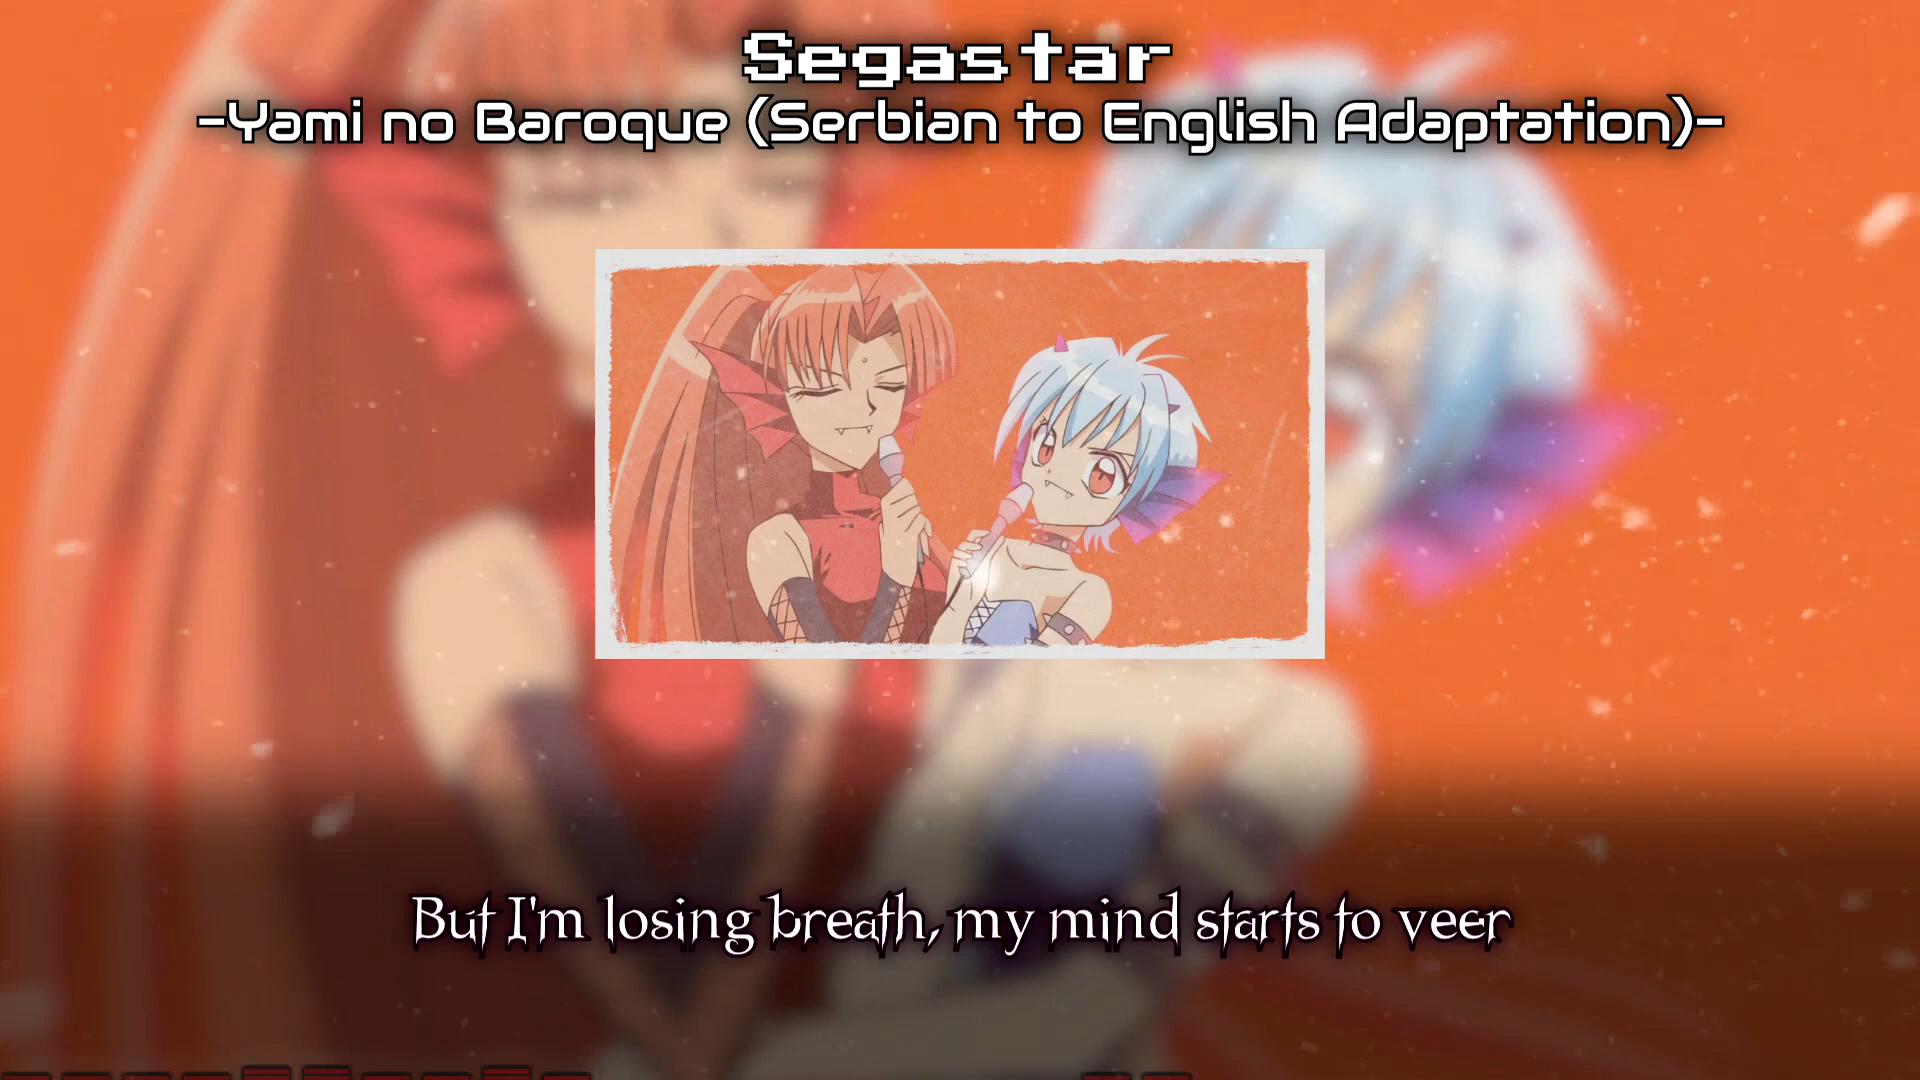 Segastar
-Yami no Baroque (Serbian to English Adaptation)-
But I'm losing breath, my mind starts to veer